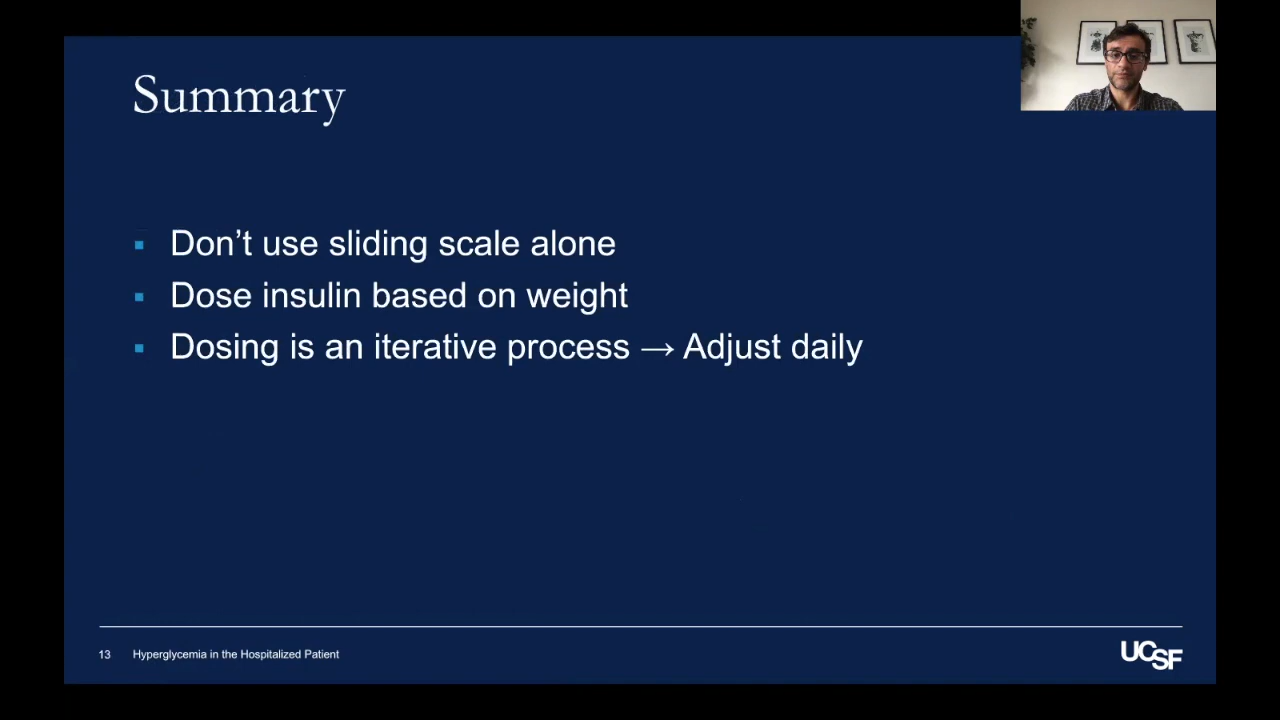 Summary
Don’t use sliding scale alone
Dose insulin based on weight
Dosing is an iterative process → Adjust daily
13 Hyperglycemia in the Hospitalized Patient
UCSF